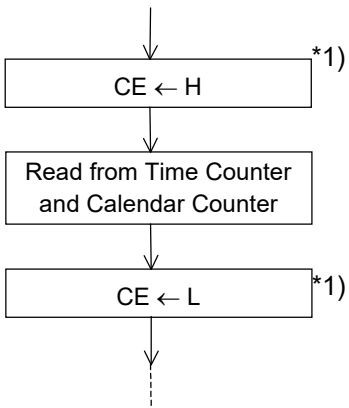 *1)
CE ← H
Read from Time Counter
and Calendar Counter
*1)
CE ← L